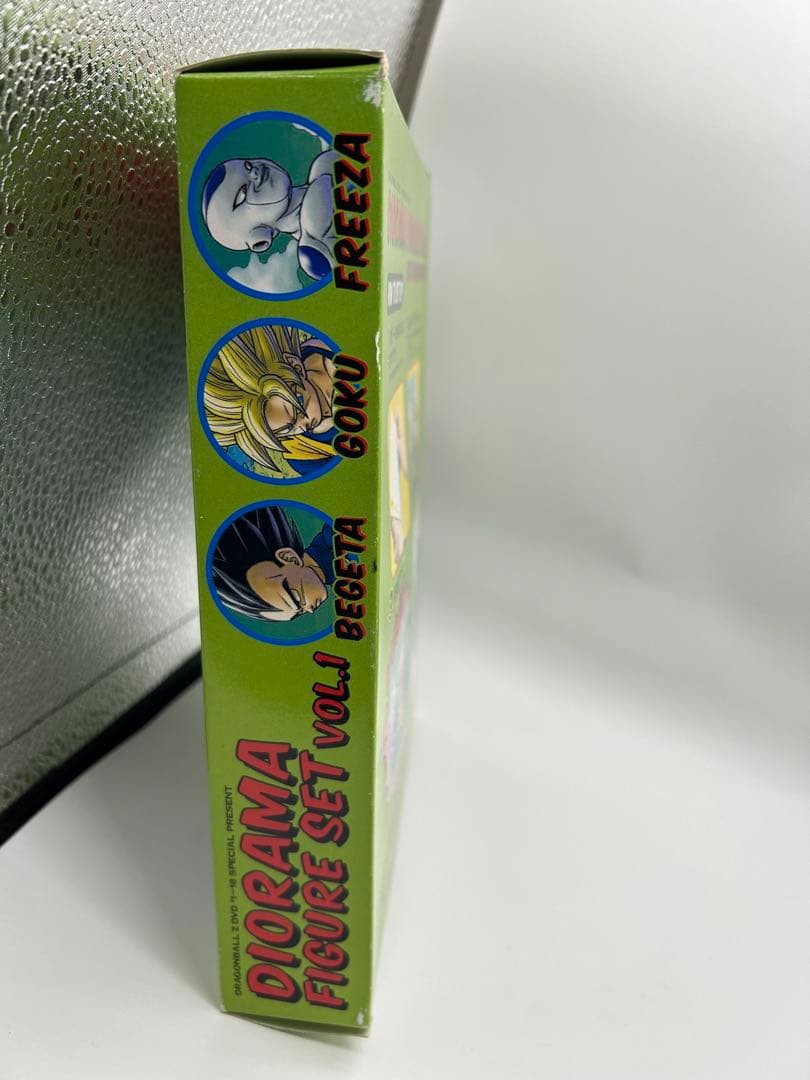 DRAGONBALL Z DVD #1~18 SPECIAL PRESENT
DIORAMA
FIGURE SET VOL.1
BEGETA
GOKU
FREEZA